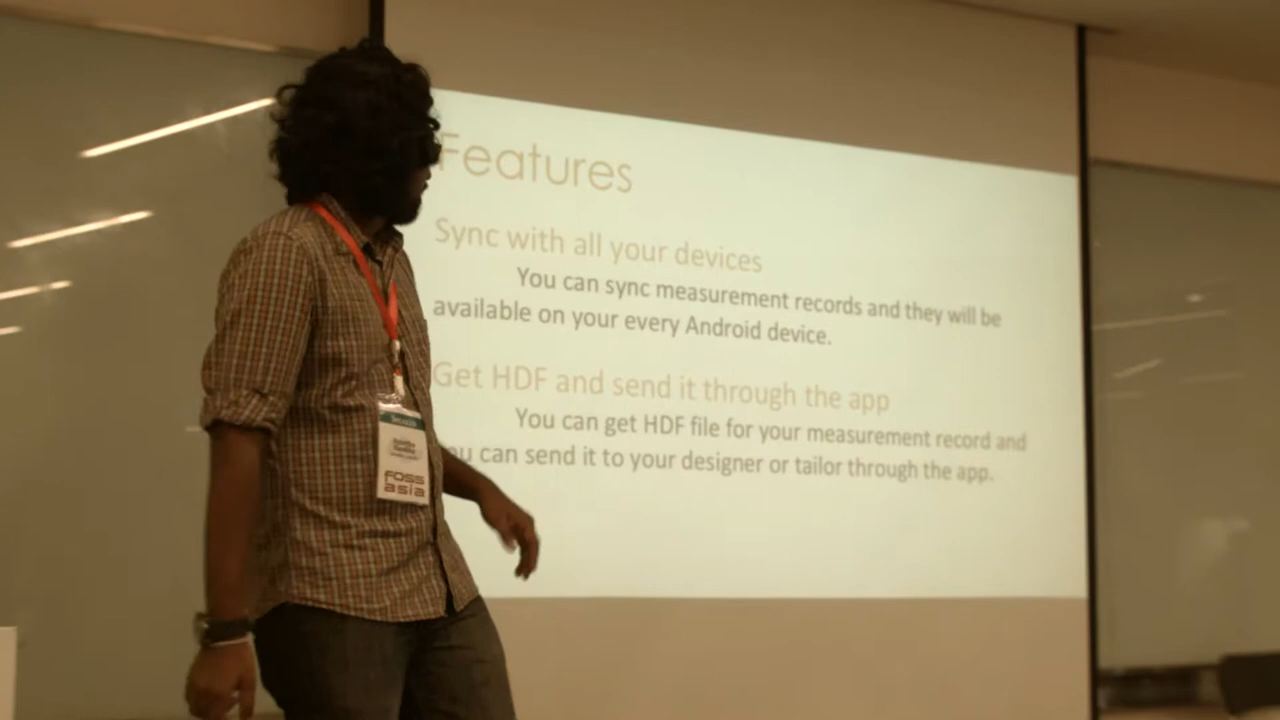 Features
Sync with all your devices
You can sync measurement records and they will be
available on your every Android device.
Get HDF and send it through the app
You can get HDF file for your measurement record and
you can send it to your designer or tailor through the app.
FOSS
asia